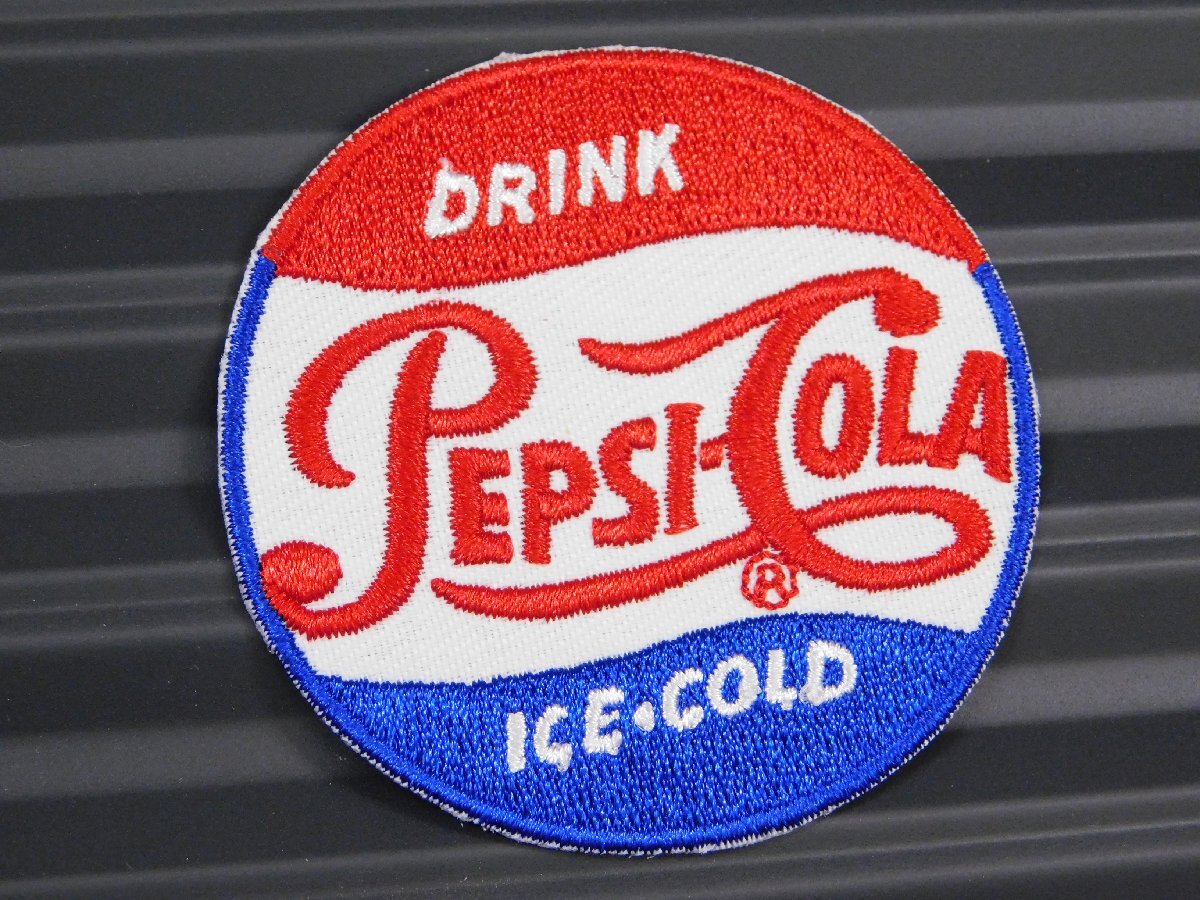 DRINK
PEPSI-COLA
®
ICE•COLD